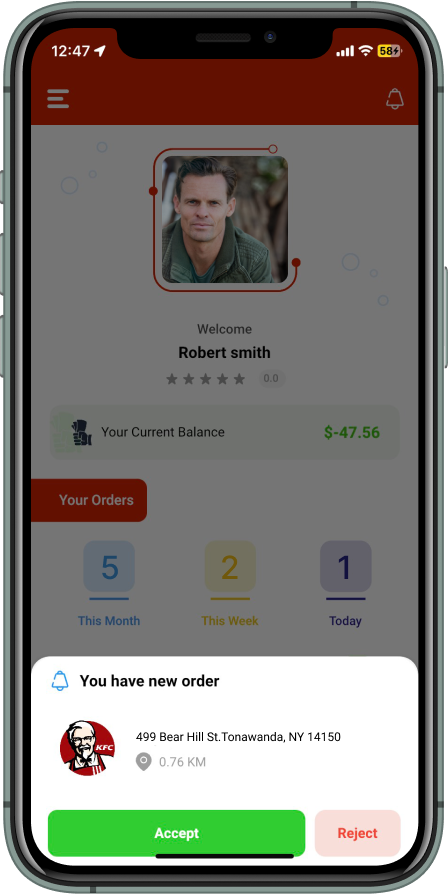 12:47
58
Welcome
Robert smith
0.0
Your Current Balance
$-47.56
Your Orders
5
2
1
This Month
This Week
Today
You have new order
KFC
499 Bear Hill St.Tonawanda, NY 14150
0.76 KM
Accept
Reject